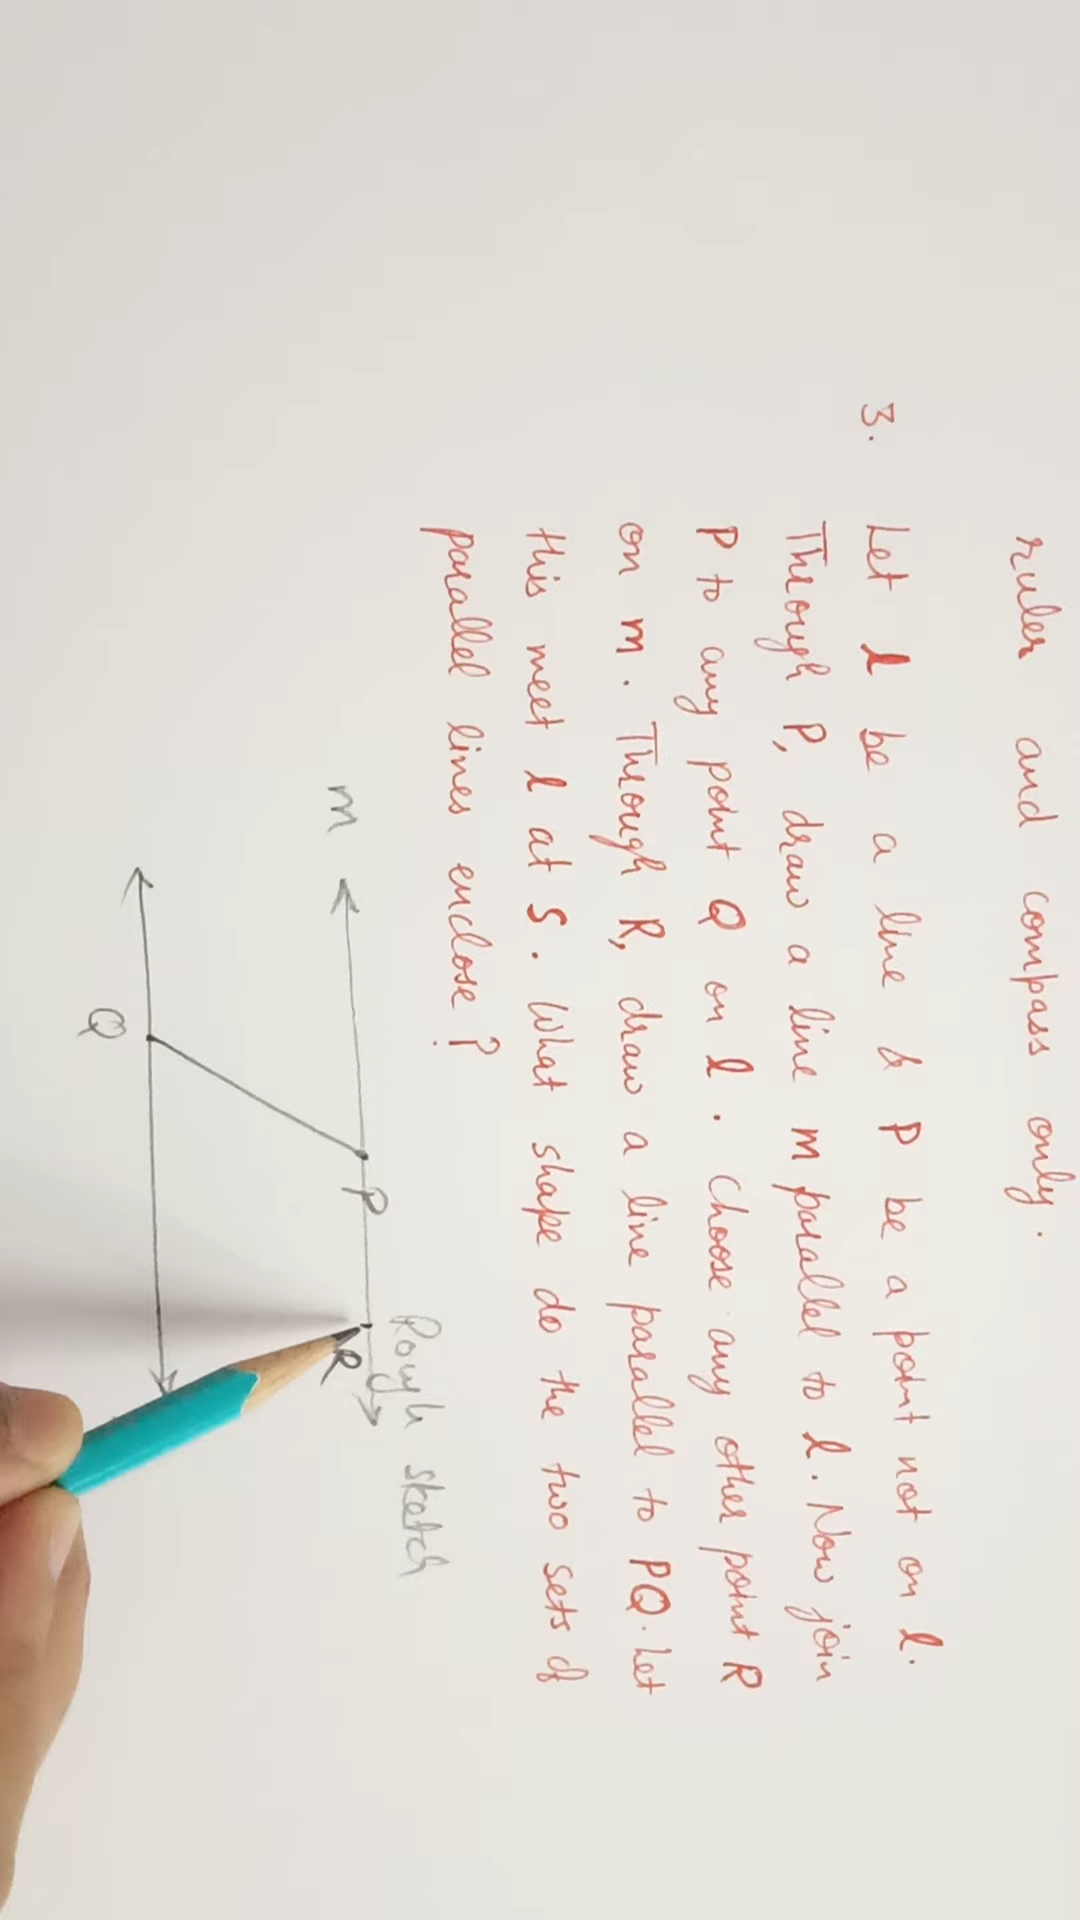 ruler and compass only.
3. Let l be a line & P be a point not on l.
Through P, draw a line m parallel to l. Now join
P to any point Q on l. Choose any other point R
on m. Through R, draw a line parallel to PQ. Let
this meet l at S. What shape do the two sets of
parallel lines enclose?
Rough sketch
m
P
R
Q